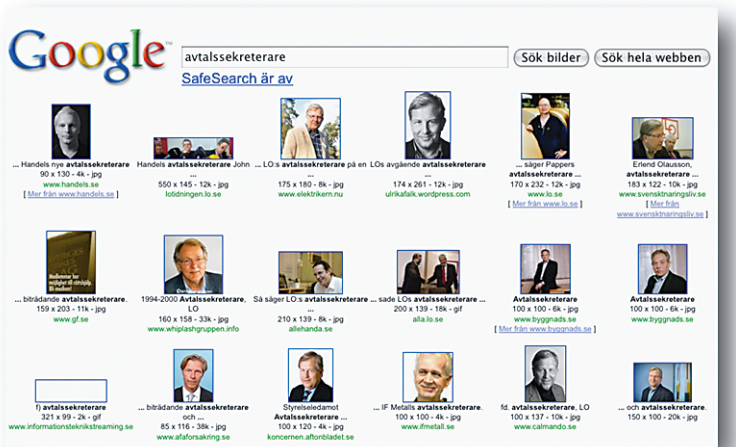 Google™
avtalssekreterare
Sök bilder
Sök hela webben
SafeSearch är av
... Handels nye avtalssekreterare
90 x 130 - 4k - jpg
www.handels.se
[ Mer från www.handels.se ]
Handels avtalssekreterare John
...
550 x 145 - 12k - jpg
lotidningen.lo.se
... LO:s avtalssekreterare på en
...
175 x 180 - 8k - jpg
www.elektrikern.nu
LOs avgående avtalssekreterare
...
174 x 261 - 12k - jpg
ulrikafalk.wordpress.com
... säger Pappers
avtalssekreterare ...
170 x 232 - 12k - jpg
www.lo.se
[ Mer från www.lo.se ]
Erlend Olausson,
avtalssekreterare ...
183 x 122 - 10k - jpg
www.svensktnaringsliv.se
[ Mer från
www.svensktnaringsliv.se ]
... biträdande avtalssekreterare.
159 x 203 - 11k - jpg
www.gf.se
1994-2000 Avtalssekreterare,
LO
160 x 158 - 33k - jpg
www.whiplashgruppen.info
Så säger LO:s avtalssekreterare
...
210 x 139 - 8k - jpg
allehanda.se
... sade LOs avtalssekreterare ...
200 x 139 - 18k - gif
alla.lo.se
Avtalssekreterare
100 x 100 - 6k - jpg
www.byggnads.se
[ Mer från www.byggnads.se ]
Avtalssekreterare
100 x 100 - 6k - jpg
www.byggnads.se
f) avtalssekreterare
321 x 99 - 2k - gif
www.informationsteknikstreaming.se
... biträdande avtalssekreterare
och ...
85 x 116 - 38k - jpg
www.afaforsakring.se
Styrelseledamot
Avtalssekreterare ...
100 x 120 - 4k - jpg
koncernen.aftonbladet.se
... IF Metalls avtalssekreterare.
100 x 100 - 4k - jpg
www.ifmetall.se
fd. avtalssekreterare, LO
100 x 137 - 10k - jpg
www.calmando.se
... och avtalssekreterare.
150 x 100 - 20k - jpg